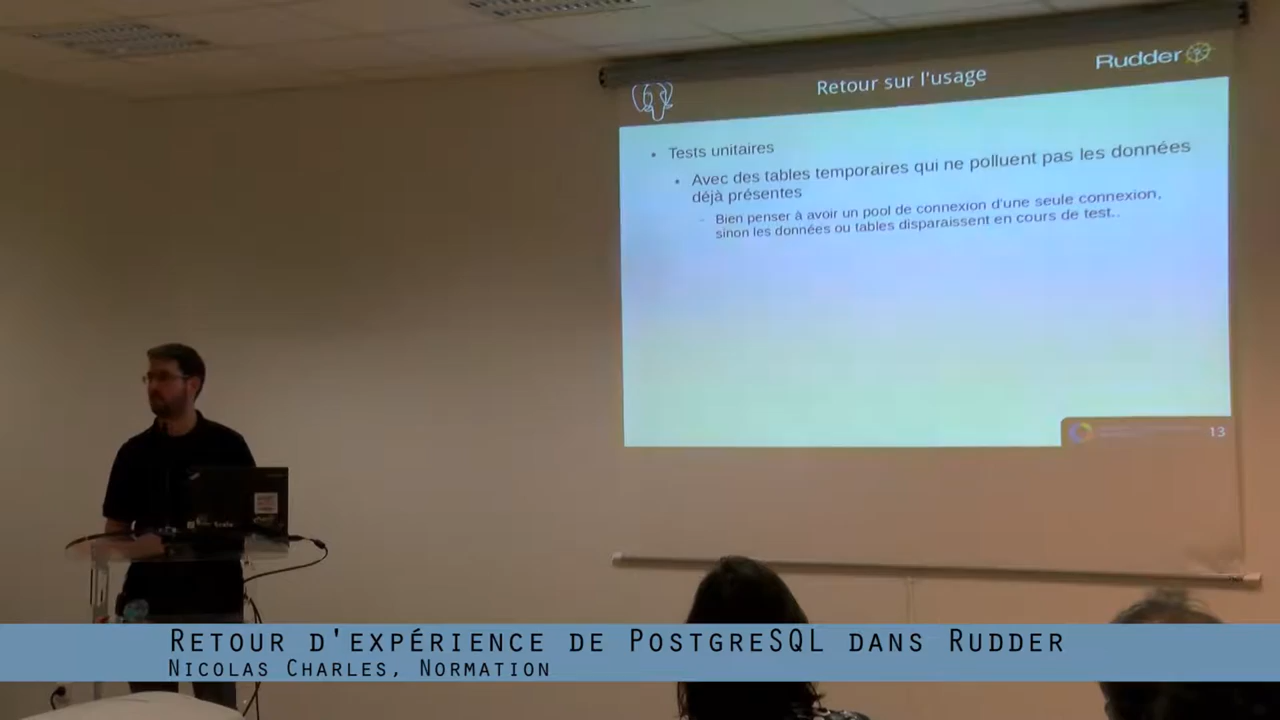 Retour sur l'usage
Rudder
Tests unitaires
Avec des tables temporaires qui ne polluent pas les données
déjà présentes
Bien penser à avoir un pool de connexion d'une seule connexion,
sinon les données ou tables disparaissent en cours de test..
13
Retour d'expérience de PostgreSQL dans Rudder
Nicolas Charles, Normation